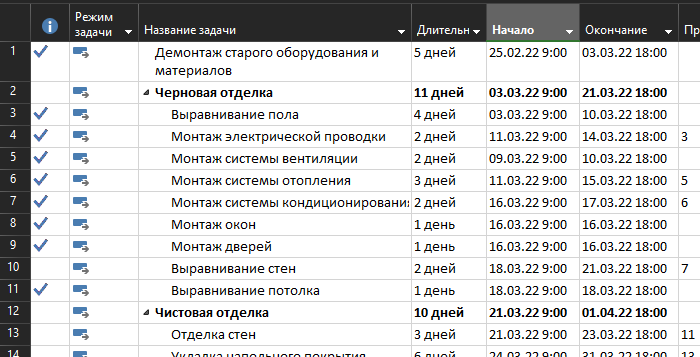 Режим задачи Название задачи Длительн Начало Окончание Пр
1 Демонтаж старого оборудования и материалов 5 дней 25.02.22 9:00 03.03.22 18:00
2 Черновая отделка 11 дней 03.03.22 9:00 21.03.22 18:00
3 Выравнивание пола 4 дней 03.03.22 9:00 10.03.22 18:00
4 Монтаж электрической проводки 2 дней 11.03.22 9:00 14.03.22 18:00 3
5 Монтаж системы вентиляции 2 дней 09.03.22 9:00 10.03.22 18:00
6 Монтаж системы отопления 3 дней 11.03.22 9:00 15.03.22 18:00 5
7 Монтаж системы кондиционирования 2 дней 16.03.22 9:00 17.03.22 18:00 6
8 Монтаж окон 1 день 16.03.22 9:00 16.03.22 18:00
9 Монтаж дверей 1 день 16.03.22 9:00 16.03.22 18:00
10 Выравнивание стен 2 дней 18.03.22 9:00 21.03.22 18:00 7
11 Выравнивание потолка 1 день 18.03.22 9:00 18.03.22 18:00
12 Чистовая отделка 10 дней 21.03.22 9:00 01.04.22 18:00
13 Отделка стен 3 дней 21.03.22 9:00 23.03.22 18:00 11
14 Укладка напольного покрытия 6 дней 24.03.22 9:00 31.03.22 18:00 13